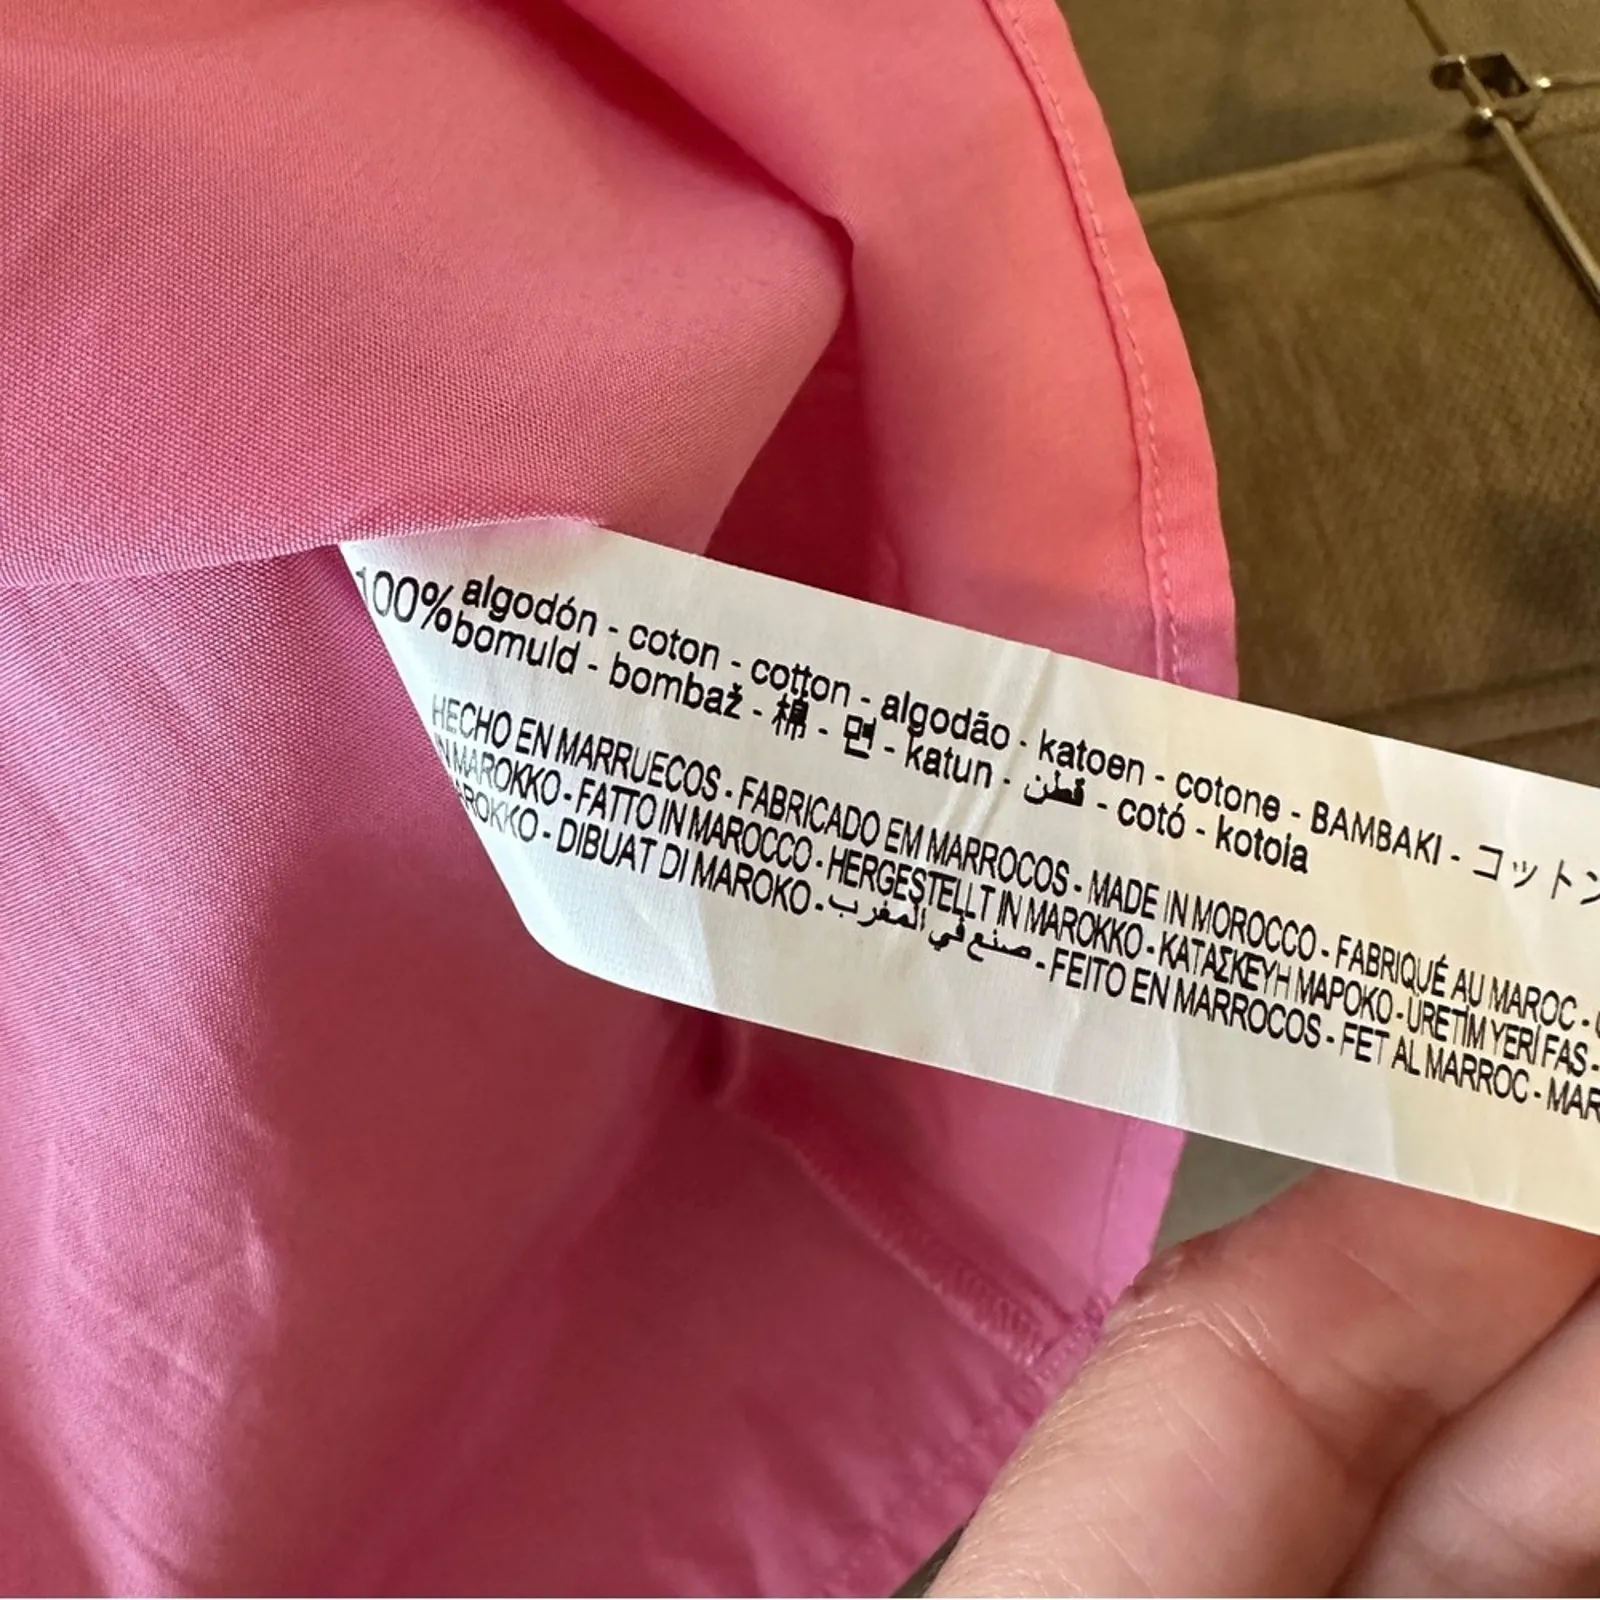 100% algodón - coton - cotton - algodão - katoen - cotone - BAMBAKI - コットン
bomuld - bombaž - 棉 - 면 - katun - قطن - cotó - kotoia
HECHO EN MARRUECOS - FABRICADO EM MARROCOS - MADE IN MOROCCO - FABRIQUÉ AU MAROC -
IN MAROKKO - FATTO IN MAROCCO - HERGESTELLT IN MAROKKO - ΚΑΤΑΣΚΕΥΗ ΜΑΡΟΚΟ - ÜRETİM YERİ FAS -
AROKKO - DIBUAT DI MAROKO - صنع في المغرب - FEITO EN MARROCOS - FET AL MARROC - MAR